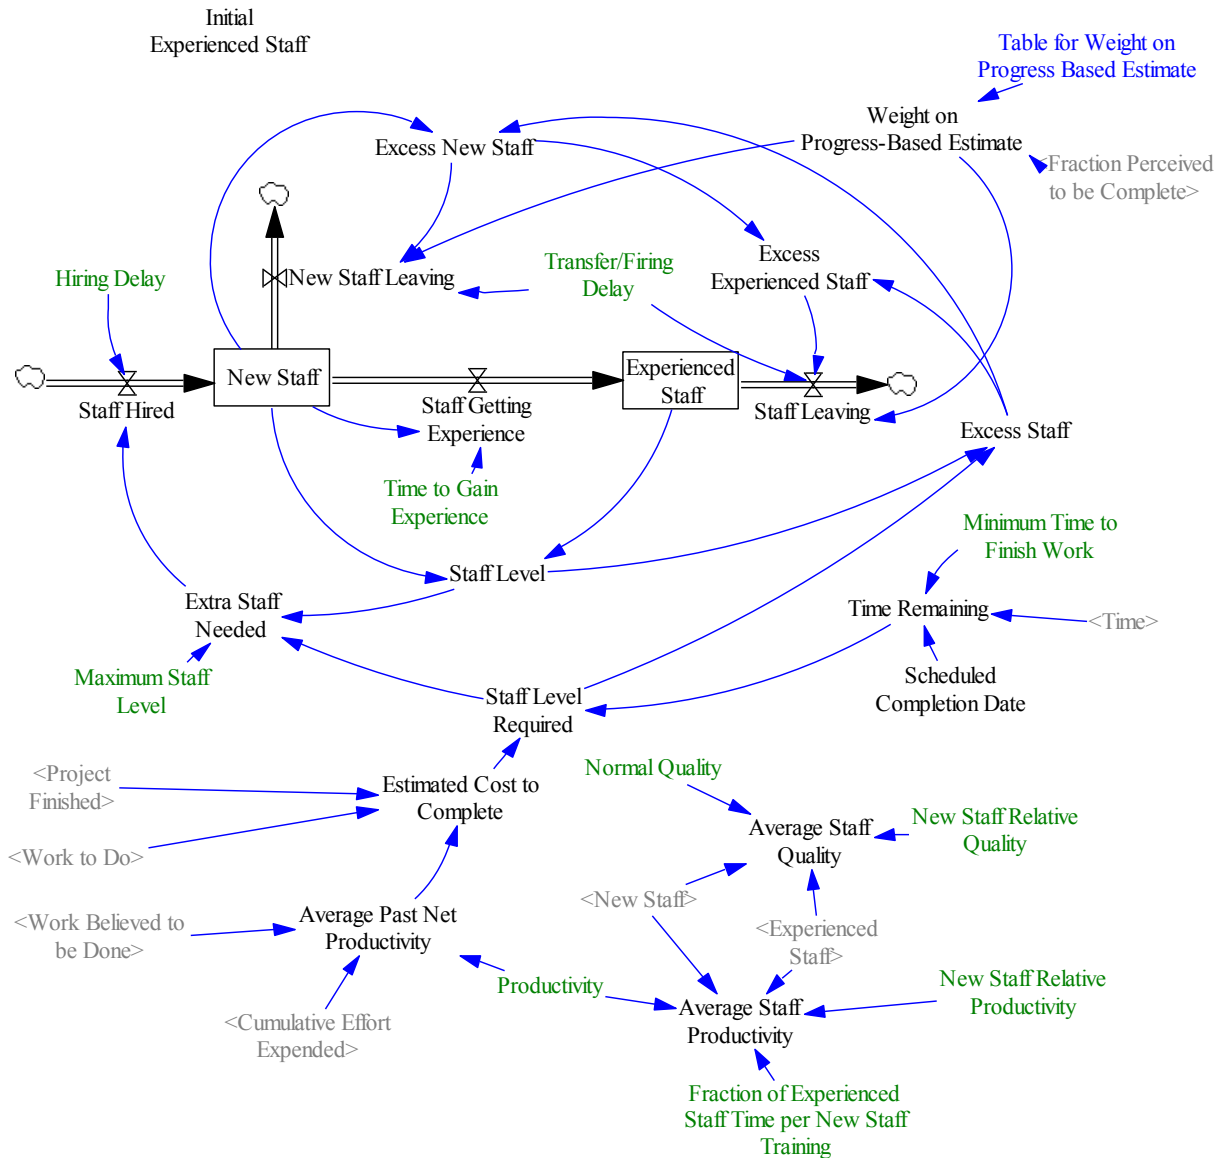 Initial
Experienced Staff
Table for Weight on
Progress Based Estimate
Weight on
Progress-Based Estimate
<Fraction Perceived
to be Complete>
Excess New Staff
Hiring Delay
New Staff Leaving
Transfer/Firing
Delay
Excess
Experienced Staff
New Staff
Experienced
Staff
Staff Hired
Staff Getting
Experience
Staff Leaving
Excess Staff
Time to Gain
Experience
Minimum Time to
Finish Work
Staff Level
Extra Staff
Needed
Time Remaining
<Time>
Maximum Staff
Level
Scheduled
Completion Date
Staff Level
Required
<Project
Finished>
Estimated Cost to
Complete
Normal Quality
<Work to Do>
Average Staff
Quality
New Staff Relative
Quality
<New Staff>
<Work Believed to
be Done>
Average Past Net
Productivity
<Experienced
Staff>
Productivity
New Staff Relative
Productivity
<Cumulative Effort
Expended>
Average Staff
Productivity
Fraction of Experienced
Staff Time per New Staff
Training